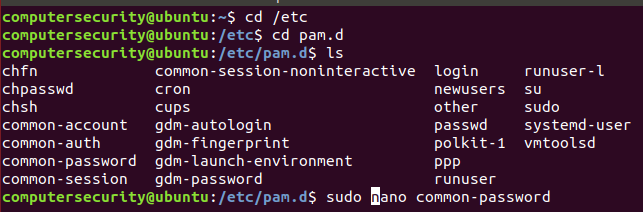 computersecurity@ubuntu:~$ cd /etc
computersecurity@ubuntu:/etc$ cd pam.d
computersecurity@ubuntu:/etc/pam.d$ ls
chfn common-session-noninteractive login runuser-l
chpasswd cron newusers su
chsh cups other sudo
common-account gdm-autologin passwd systemd-user
common-auth gdm-fingerprint polkit-1 vmtoolsd
common-password gdm-launch-environment ppp
common-session gdm-password runuser
computersecurity@ubuntu:/etc/pam.d$ sudo nano common-password